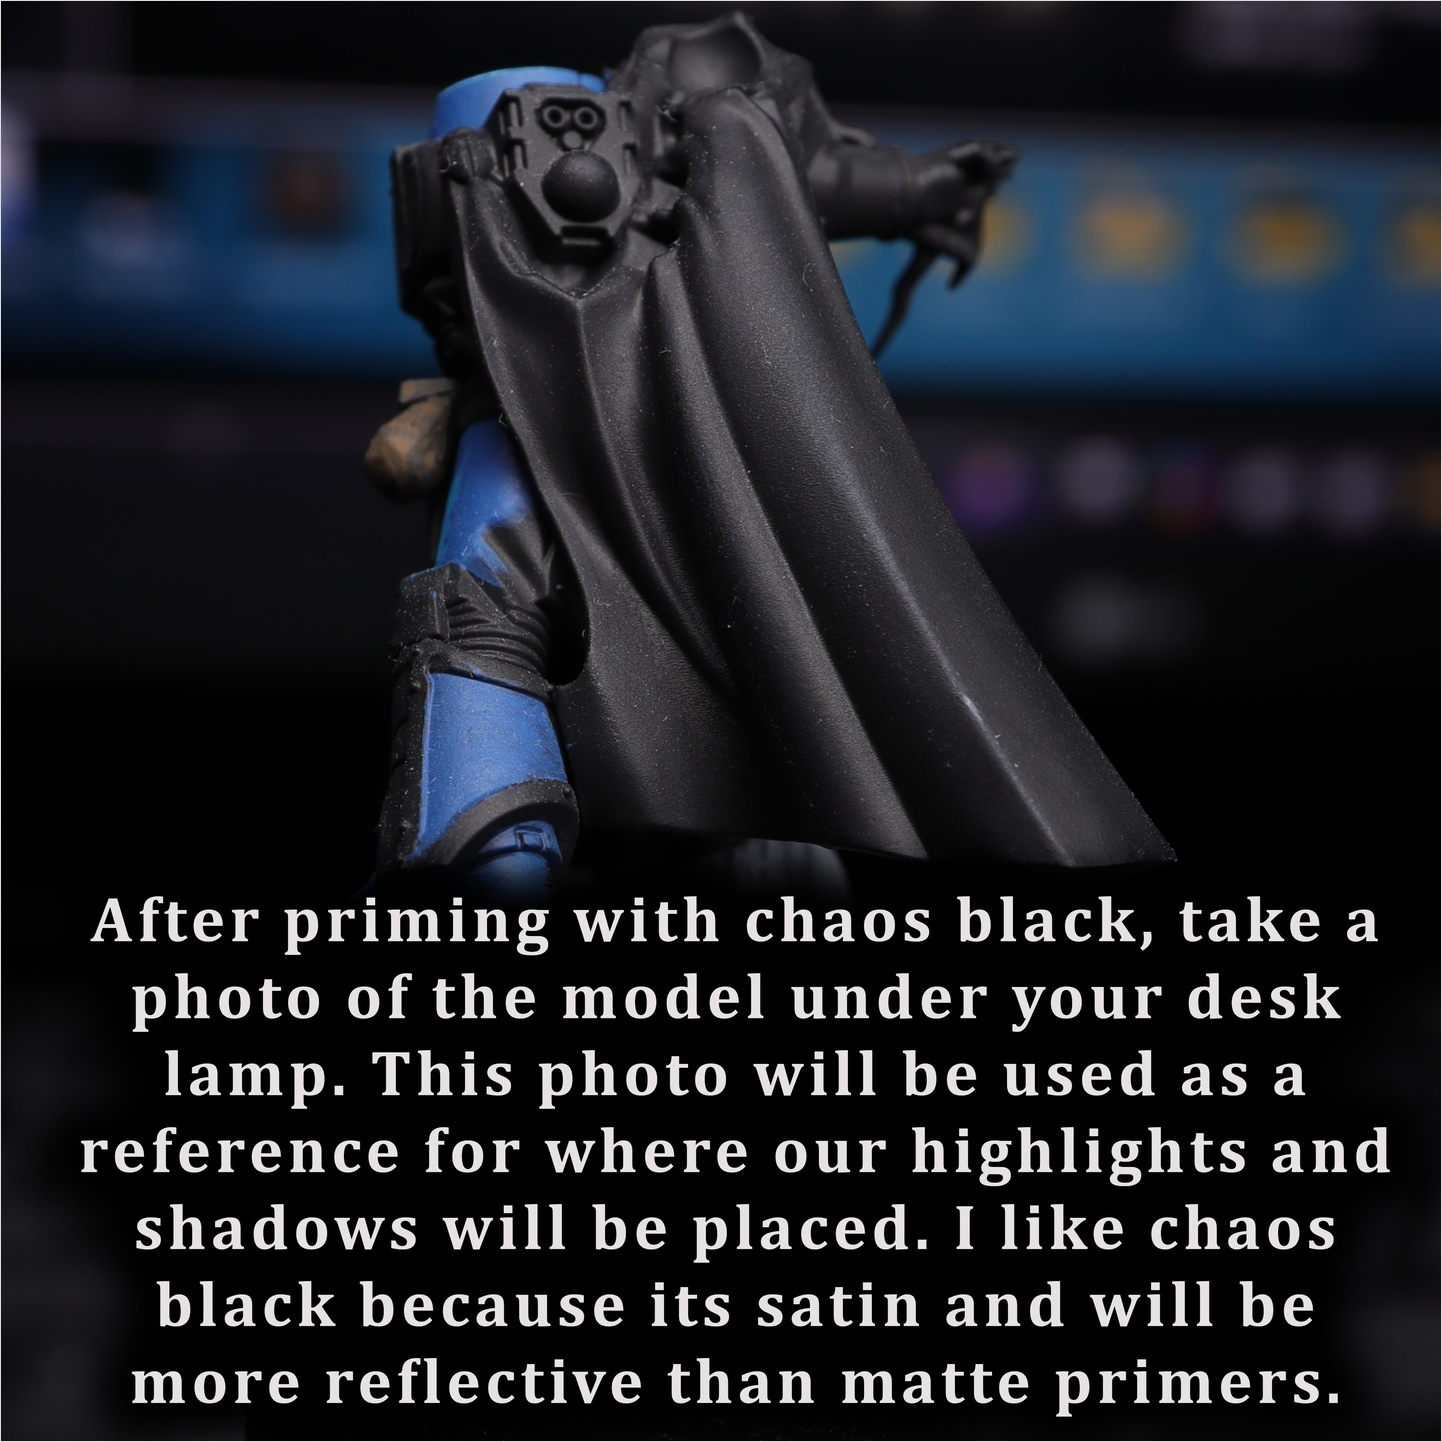 After priming with chaos black, take a
photo of the model under your desk
lamp. This photo will be used as a
reference for where our highlights and
shadows will be placed. I like chaos
black because its satin and will be
more reflective than matte primers.